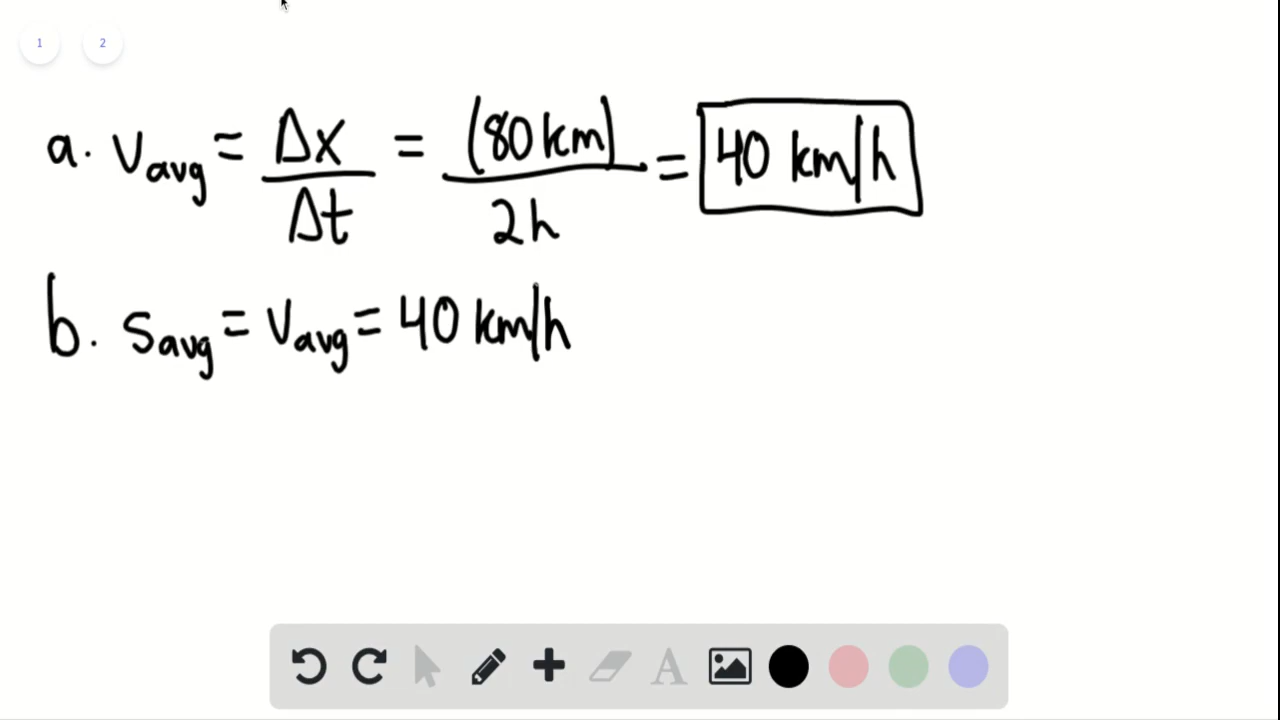 1 2
a. Vavg = Δx/Δt = (80 km)/2h = 40 km/h
b. Savg = Vavg = 40 km/h
A